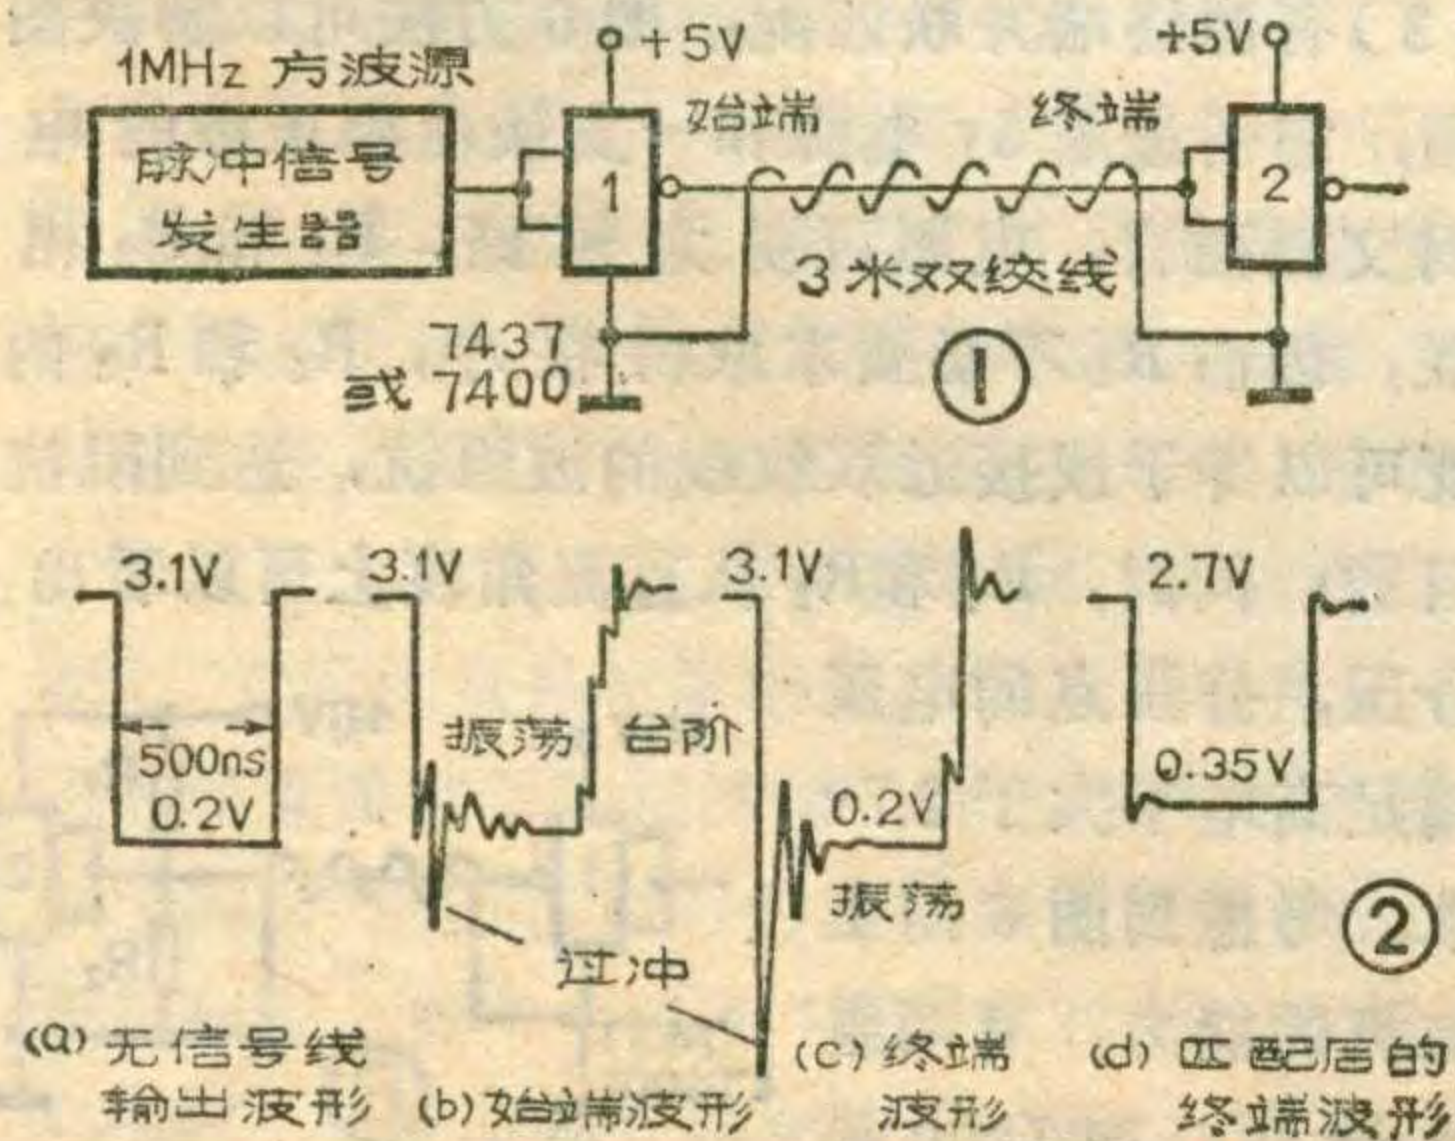 1MHz 方波源
脉冲信号
发生器
+5V
始端
终端
+5V
1
2
3米双绞线
7437
或 7400
①
3.1V
3.1V
3.1V
2.7V
500ns
0.2V
振荡
台阶
0.2V
振荡
0.35V
过冲
②
(a) 无信号线
输出波形
(b) 始端波形
(c) 终端
波形
(d) 匹配后的
终端波形